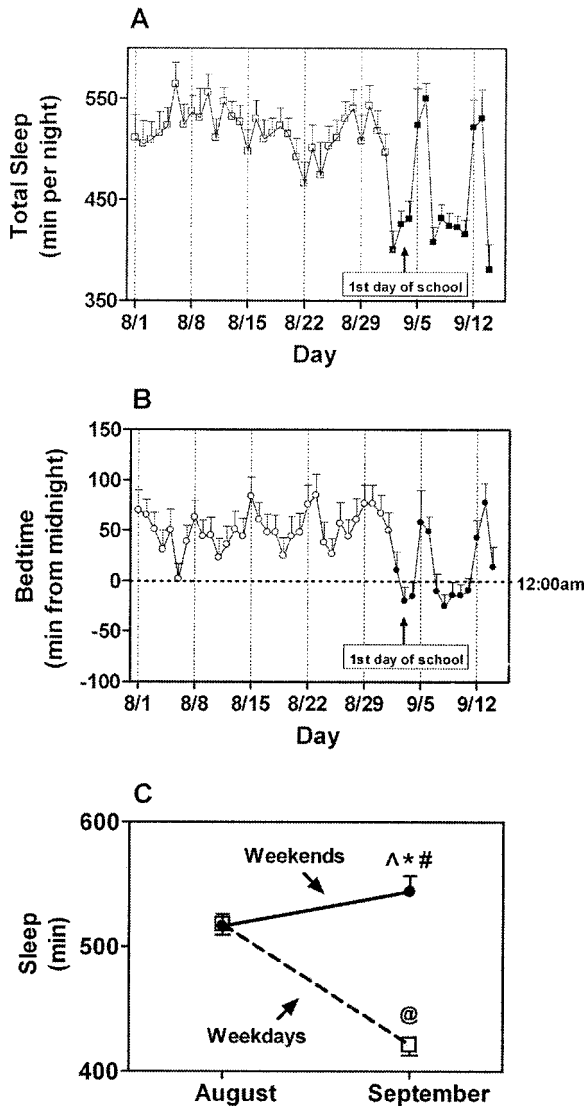 A
Total Sleep
(min per night)
550
450
350
1st day of school
8/1 8/8 8/15 8/22 8/29 9/5 9/12
Day
B
Bedtime
(min from midnight)
150
100
50
0
-50
-100
12:00am
1st day of school
8/1 8/8 8/15 8/22 8/29 9/5 9/12
Day
C
Sleep
(min)
600
500
400
Weekends
^*#
@
Weekdays
August September